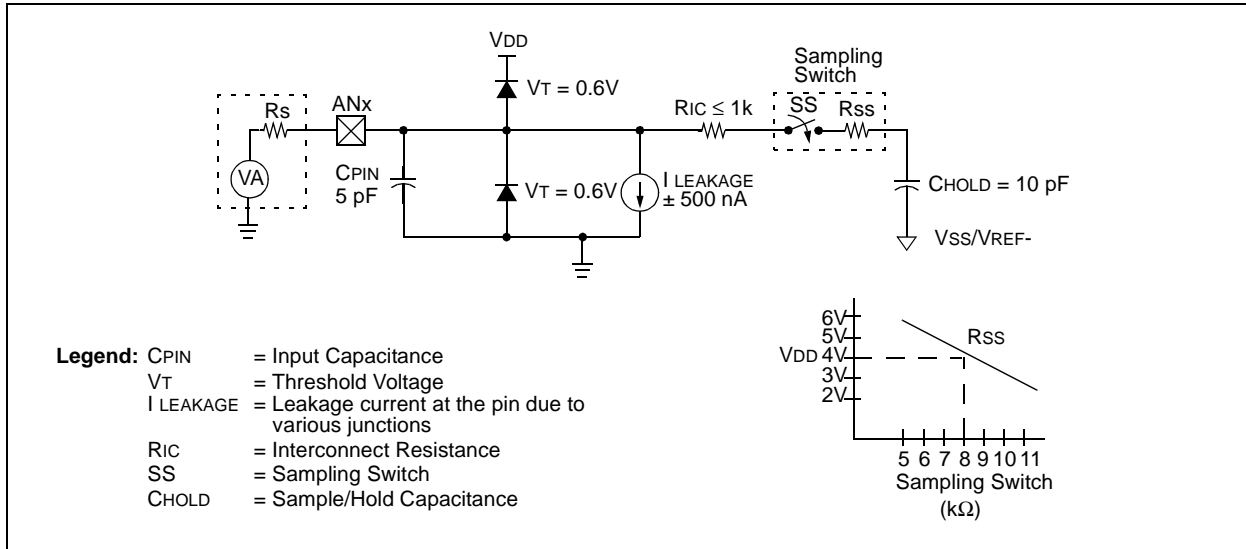 VDD
Sampling
Switch
VT = 0.6V
Rs
ANx
RIC ≤ 1k
SS
Rss
VA
CPIN
5 pF
VT = 0.6V
I LEAKAGE
± 500 nA
CHOLD = 10 pF
VSS/VREF-
Legend: CPIN = Input Capacitance
VT = Threshold Voltage
I LEAKAGE = Leakage current at the pin due to
various junctions
RIC = Interconnect Resistance
SS = Sampling Switch
CHOLD = Sample/Hold Capacitance
6V
5V
VDD 4V
3V
2V
RSS
5 6 7 8 9 10 11
Sampling Switch
(kΩ)